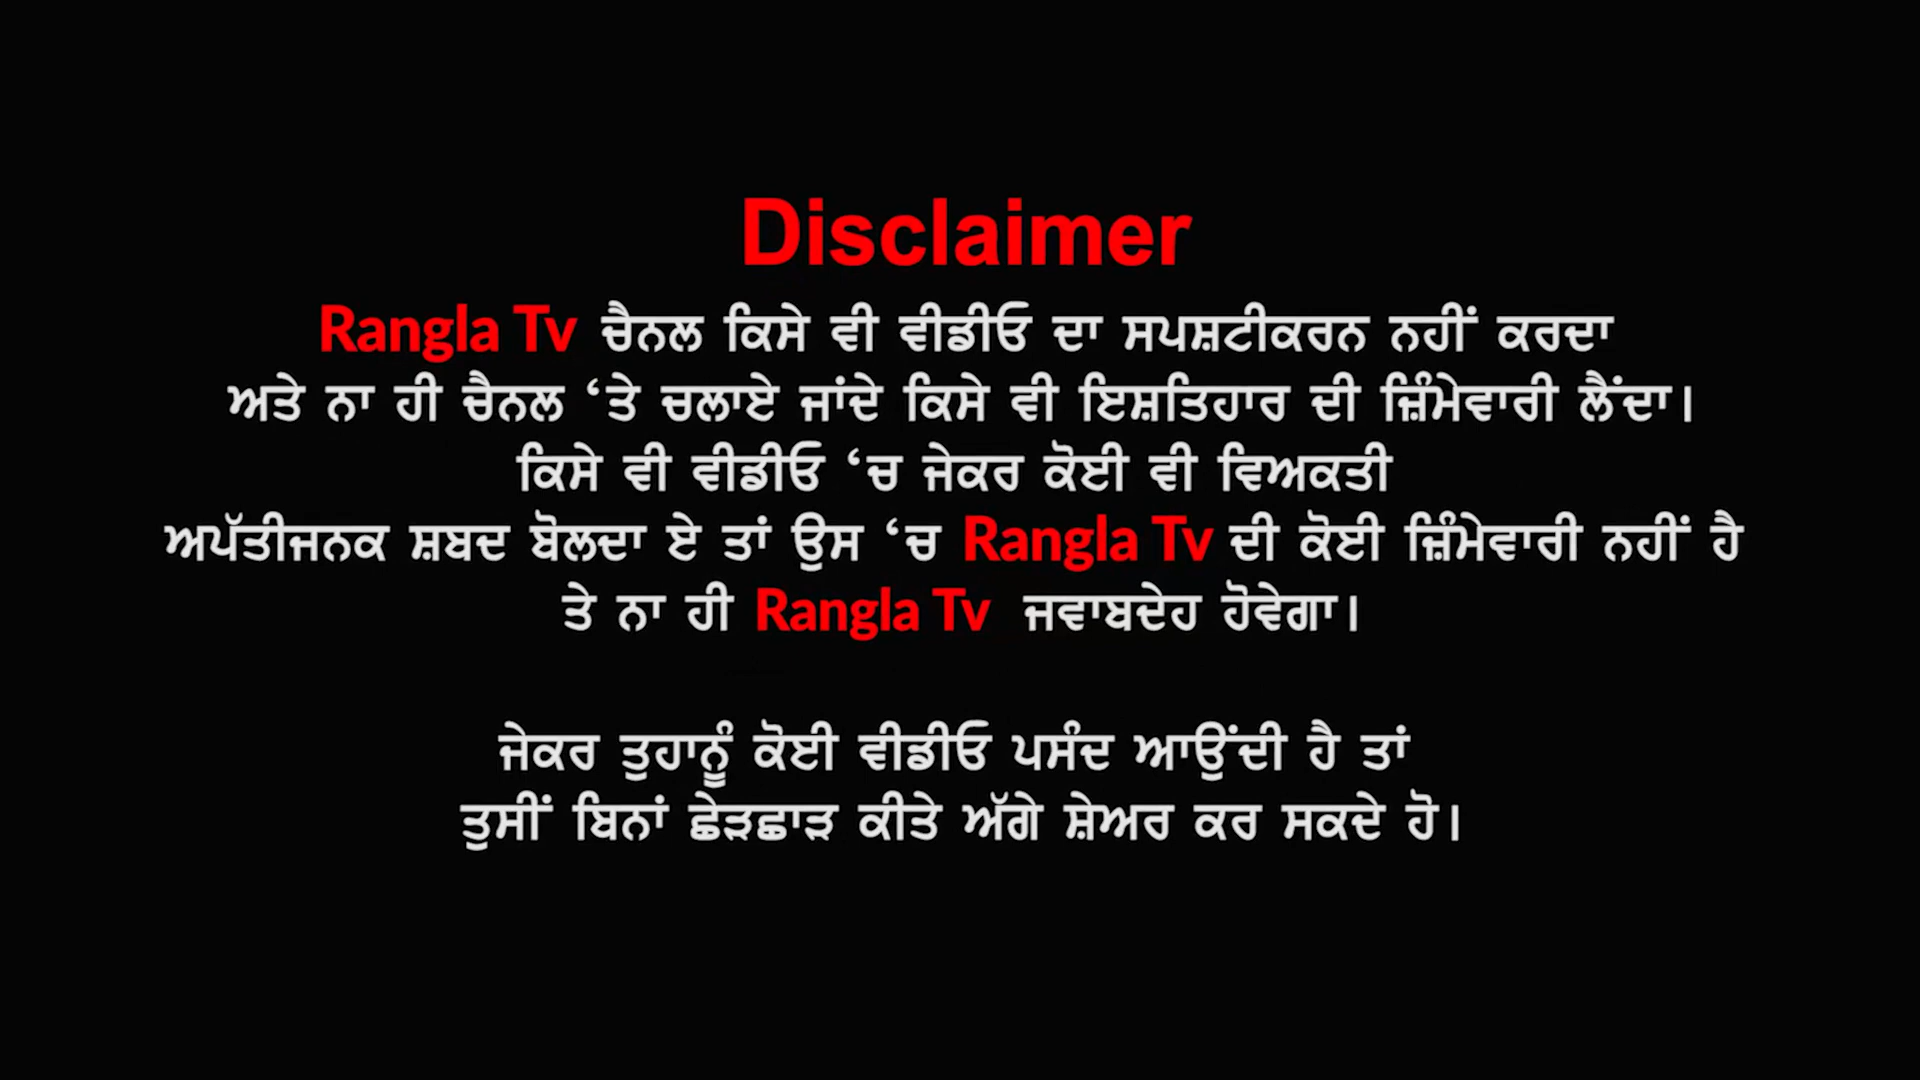 Disclaimer
Rangla Tv ਚੈਨਲ ਕਿਸੇ ਵੀ ਵੀਡੀਓ ਦਾ ਸਪਸ਼ਟੀਕਰਨ ਨਹੀਂ ਕਰਦਾ
ਅਤੇ ਨਾ ਹੀ ਚੈਨਲ ‘ਤੇ ਚਲਾਏ ਜਾਂਦੇ ਕਿਸੇ ਵੀ ਇਸ਼ਤਿਹਾਰ ਦੀ ਜ਼ਿੰਮੇਵਾਰੀ ਲੈਂਦਾ।
ਕਿਸੇ ਵੀ ਵੀਡੀਓ ‘ਚ ਜੇਕਰ ਕੋਈ ਵੀ ਵਿਅਕਤੀ
ਅਪੱਤੀਜਨਕ ਸ਼ਬਦ ਬੋਲਦਾ ਏ ਤਾਂ ਉਸ ‘ਚ Rangla Tv ਦੀ ਕੋਈ ਜ਼ਿੰਮੇਵਾਰੀ ਨਹੀਂ ਹੈ
ਤੇ ਨਾ ਹੀ Rangla Tv ਜਵਾਬਦੇਹ ਹੋਵੇਗਾ।
ਜੇਕਰ ਤੁਹਾਨੂੰ ਕੋਈ ਵੀਡੀਓ ਪਸੰਦ ਆਉਂਦੀ ਹੈ ਤਾਂ
ਤੁਸੀਂ ਬਿਨਾਂ ਛੇੜਛਾੜ ਕੀਤੇ ਅੱਗੇ ਸ਼ੇਅਰ ਕਰ ਸਕਦੇ ਹੋ।